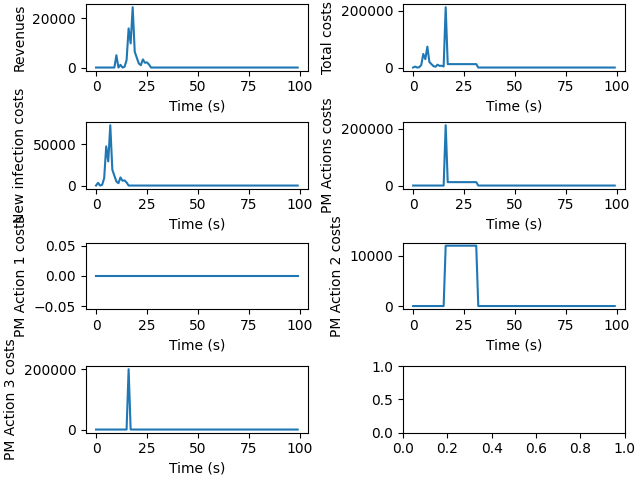 Revenues
20000
0
0 25 50 75 100
Time (s)
Total costs
200000
0
0 25 50 75 100
Time (s)
New infection costs
50000
0
0 25 50 75 100
Time (s)
PM Actions costs
200000
0
0 25 50 75 100
Time (s)
PM Action 1 costs
0.05
0.00
−0.05
0 25 50 75 100
Time (s)
PM Action 2 costs
10000
0
0 25 50 75 100
Time (s)
PM Action 3 costs
200000
0
0 25 50 75 100
Time (s)
1.0
0.5
0.0
0.0 0.2 0.4 0.6 0.8 1.0